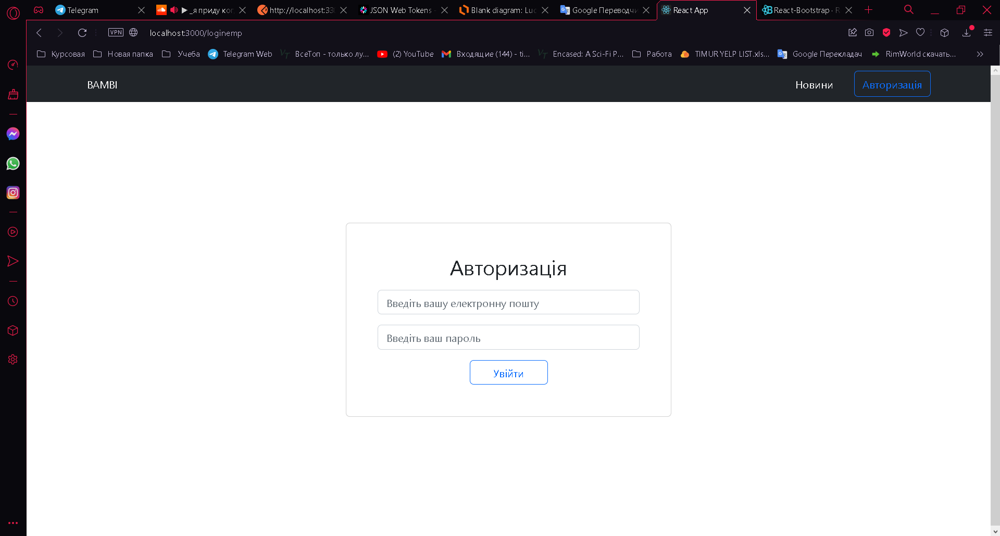 Telegram
_я приду ког
http://localhost:33
JSON Web Tokens -
Blank diagram: Luc
Google Переводчи
React App
React-Bootstrap · R
VPN
localhost:3000/loginemp
Курсовая
Новая папка
Учеба
Telegram Web
ВсеТоп - только лу...
(2) YouTube
Входящие (144) - ti...
Encased: A Sci-Fi P...
Работа
TIMUR YELP LIST.xls...
Google Перекладач
RimWorld скачать...
BAMBI
Новини
Авторизація
Авторизація
Введіть вашу електронну пошту
Введіть ваш пароль
Увійти